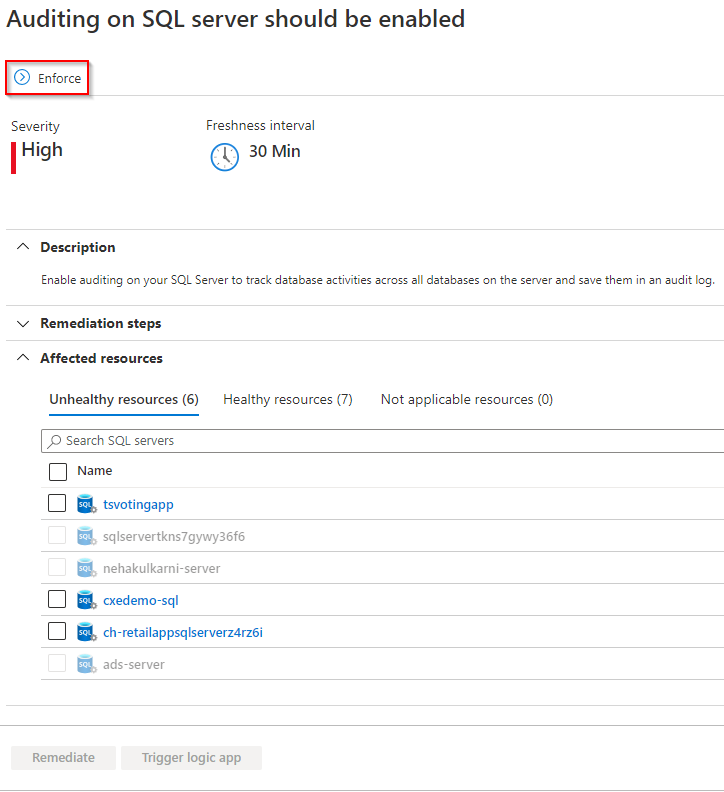 Auditing on SQL server should be enabled
Enforce
Severity
High
Freshness interval
30 Min
Description
Enable auditing on your SQL Server to track database activities across all databases on the server and save them in an audit log.
Remediation steps
Affected resources
Unhealthy resources (6) Healthy resources (7) Not applicable resources (0)
Search SQL servers
Name
SQL tsvotingapp
SQL sqlservertkns7gywy36f6
SQL nehakulkarni-server
SQL cxedemo-sql
SQL ch-retailappsqlserverz4rz6i
SQL ads-server
Remediate Trigger logic app